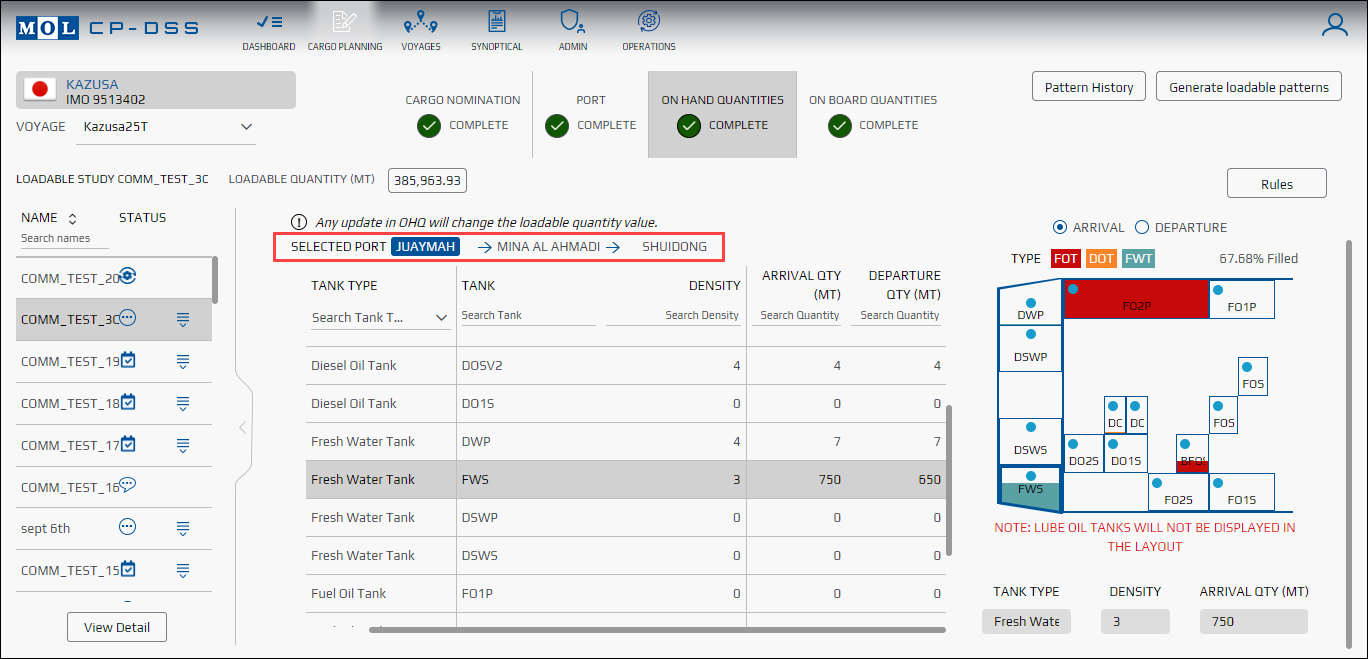 MOL CP-DSS
DASHBOARD CARGO PLANNING VOYAGES SYNOPTICAL ADMIN OPERATIONS
KAZUSA
IMO 9513402
VOYAGE Kazusa25T
CARGO NOMINATION
COMPLETE
PORT
COMPLETE
ON HAND QUANTITIES
COMPLETE
ON BOARD QUANTITIES
COMPLETE
Pattern History
Generate loadable patterns
LOADABLE STUDY COMM_TEST_3C LOADABLE QUANTITY (MT) 385,963.93
Rules
NAME STATUS
Search names
COMM_TEST_20
COMM_TEST_3C
COMM_TEST_19
COMM_TEST_18
COMM_TEST_17
COMM_TEST_16
sept 6th
COMM_TEST_15
View Detail
Any update in OHQ will change the loadable quantity value.
SELECTED PORT JUAYMAH MINA AL AHMADI SHUIDONG
TANK TYPE TANK DENSITY ARRIVAL QTY (MT) DEPARTURE QTY (MT)
Search Tank T... Search Tank Search Density Search Quantity Search Quantity
Diesel Oil Tank DOSV2 4 4 4
Diesel Oil Tank DO1S 0 0 0
Fresh Water Tank DWP 4 7 7
Fresh Water Tank FWS 3 750 650
Fresh Water Tank DSWP 0 0 0
Fresh Water Tank DSWS 0 0 0
Fuel Oil Tank FO1P 0 0 0
ARRIVAL DEPARTURE
TYPE FOT DOT FWT 67.68% Filled
DWP FO2P FO1P
DSWP
FOS
DC DC FOS
DSWS DO2S DO1S
FWS FO2S FO1S
NOTE: LUBE OIL TANKS WILL NOT BE DISPLAYED IN
THE LAYOUT
TANK TYPE DENSITY ARRIVAL QTY (MT)
Fresh Wate 3 750